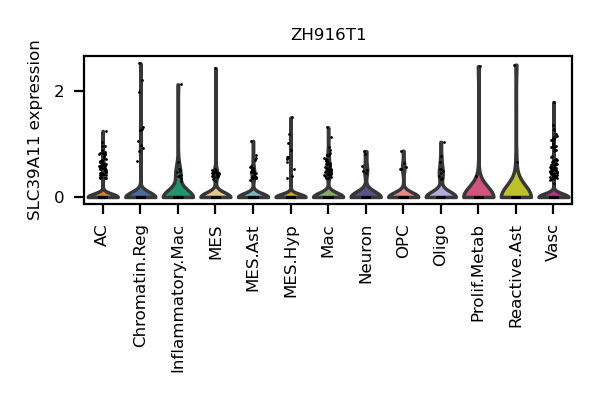 ZH916T1
SLC39A11 expression
2
0
AC
Chromatin.Reg
Inflammatory.Mac
MES
MES.Ast
MES.Hyp
Mac
Neuron
OPC
Oligo
Prolif.Metab
Reactive.Ast
Vasc